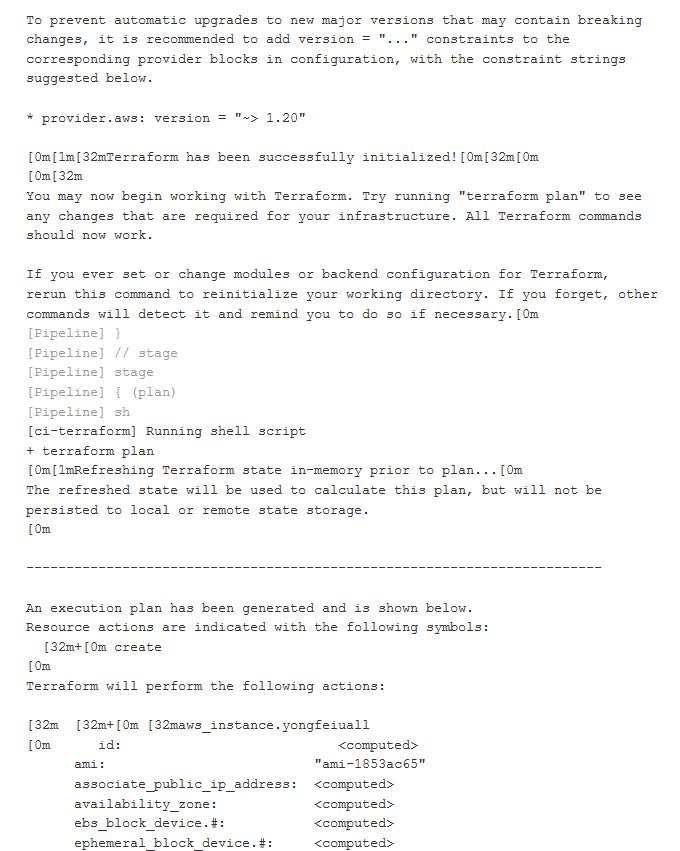 To prevent automatic upgrades to new major versions that may contain breaking
changes, it is recommended to add version = "..." constraints to the
corresponding provider blocks in configuration, with the constraint strings
suggested below.

* provider.aws: version = "~> 1.20"

[0m[1m[32mTerraform has been successfully initialized![0m[32m[0m
[0m[32m
You may now begin working with Terraform. Try running "terraform plan" to see
any changes that are required for your infrastructure. All Terraform commands
should now work.

If you ever set or change modules or backend configuration for Terraform,
rerun this command to reinitialize your working directory. If you forget, other
commands will detect it and remind you to do so if necessary.[0m
[Pipeline] }
[Pipeline] // stage
[Pipeline] stage
[Pipeline] { (plan)
[Pipeline] sh
[ci-terraform] Running shell script
+ terraform plan
[0m[1mRefreshing Terraform state in-memory prior to plan...[0m
The refreshed state will be used to calculate this plan, but will not be
persisted to local or remote state storage.
[0m

------------------------------------------------------------------------

An execution plan has been generated and is shown below.
Resource actions are indicated with the following symbols:
  [32m+[0m create
[0m
Terraform will perform the following actions:

[32m  [32m+[0m [32maws_instance.yongfeiuall
[0m      id:                           <computed>
      ami:                          "ami-1853ac65"
      associate_public_ip_address:  <computed>
      availability_zone:            <computed>
      ebs_block_device.#:           <computed>
      ephemeral_block_device.#:     <computed>